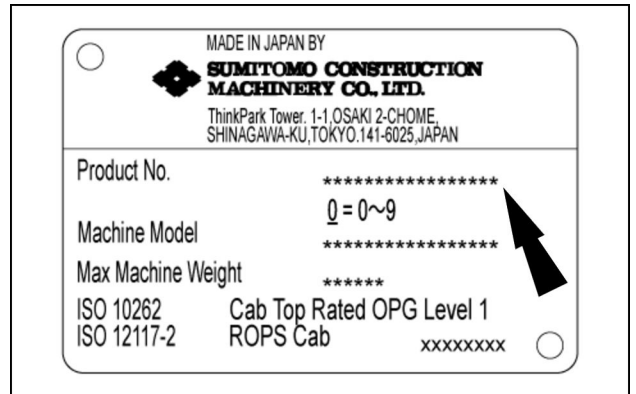 MADE IN JAPAN BY
SUMITOMO CONSTRUCTION
MACHINERY CO., LTD.
ThinkPark Tower. 1-1,OSAKI 2-CHOME,
SHINAGAWA-KU,TOKYO.141-6025,JAPAN
Product No. *****************
0 = 0～9
Machine Model *****************
Max Machine Weight ******
ISO 10262 Cab Top Rated OPG Level 1
ISO 12117-2 ROPS Cab xxxxxxxx